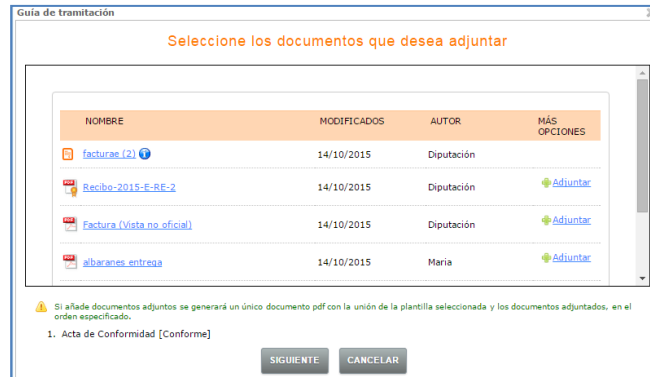 Guía de tramitación
Seleccione los documentos que desea adjuntar
NOMBRE MODIFICADOS AUTOR MÁS OPCIONES
facturae (2) 14/10/2015 Diputación
Recibo-2015-E-RE-2 14/10/2015 Diputación Adjuntar
Factura (Vista no oficial) 14/10/2015 Diputación Adjuntar
albaranes entrega 14/10/2015 Maria Adjuntar
Si añade documentos adjuntos se generará un único documento pdf con la unión de la plantilla seleccionada y los documentos adjuntados, en el
orden especificado.
1. Acta de Conformidad [Conforme]
SIGUIENTE CANCELAR